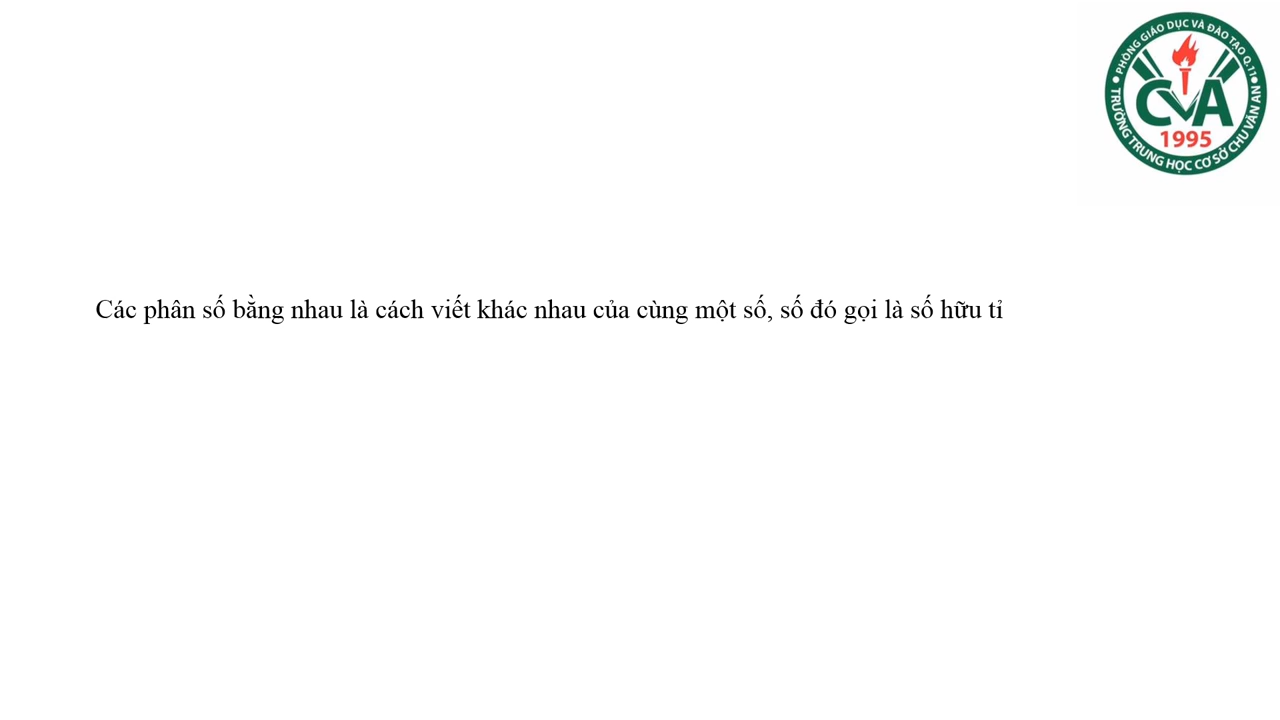 PHÒNG GIÁO DỤC VÀ ĐÀO TẠO Q.11
CVA
1995
TRƯỜNG TRUNG HỌC CƠ SỞ CHU VĂN AN
Các phân số bằng nhau là cách viết khác nhau của cùng một số, số đó gọi là số hữu tỉ